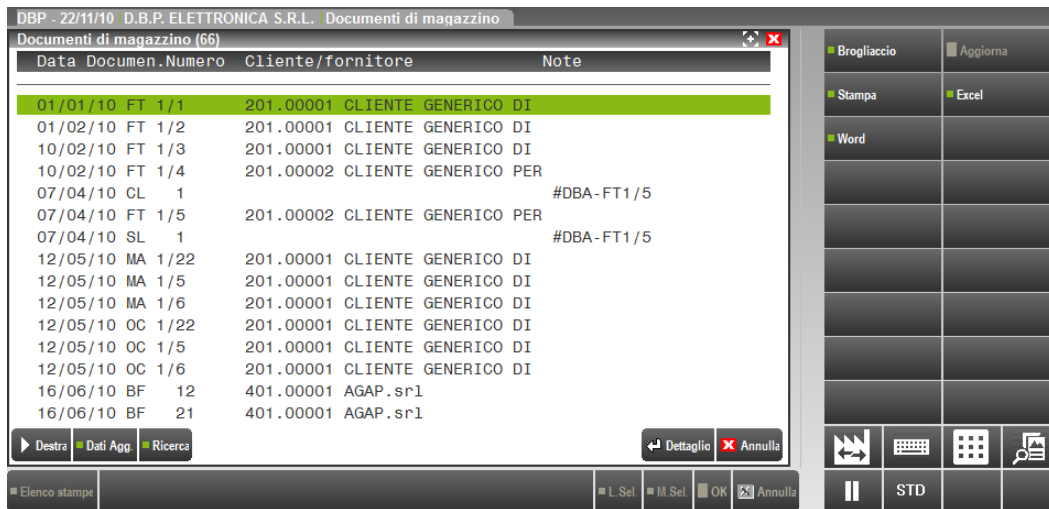 DBP - 22/11/10 D.B.P. ELETTRONICA S.R.L. Documenti di magazzino
Documenti di magazzino (66)
Data Documen.Numero Cliente/fornitore Note
01/01/10 FT 1/1 201.00001 CLIENTE GENERICO DI
01/02/10 FT 1/2 201.00001 CLIENTE GENERICO DI
10/02/10 FT 1/3 201.00001 CLIENTE GENERICO DI
10/02/10 FT 1/4 201.00002 CLIENTE GENERICO PER
07/04/10 CL 1 #DBA-FT1/5
07/04/10 FT 1/5 201.00002 CLIENTE GENERICO PER
07/04/10 SL 1 #DBA-FT1/5
12/05/10 MA 1/22 201.00001 CLIENTE GENERICO DI
12/05/10 MA 1/5 201.00001 CLIENTE GENERICO DI
12/05/10 MA 1/6 201.00001 CLIENTE GENERICO DI
12/05/10 OC 1/22 201.00001 CLIENTE GENERICO DI
12/05/10 OC 1/5 201.00001 CLIENTE GENERICO DI
12/05/10 OC 1/6 201.00001 CLIENTE GENERICO DI
16/06/10 BF 12 401.00001 AGAP.srl
16/06/10 BF 21 401.00001 AGAP.srl
Destra Dati Agg. Ricerca Dettaglio Annulla
Elenco stampe L.Sel. M.Sel. OK Annulla
Brogliaccio Aggiorna
Stampa Excel
Word
STD